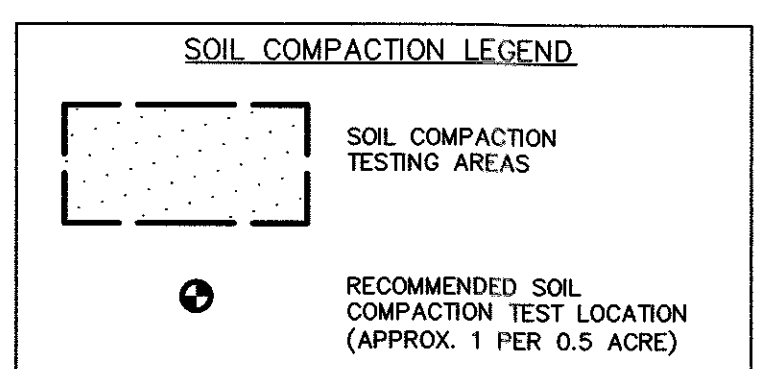 SOIL COMPACTION LEGEND
SOIL COMPACTION
TESTING AREAS
RECOMMENDED SOIL
COMPACTION TEST LOCATION
(APPROX. 1 PER 0.5 ACRE)